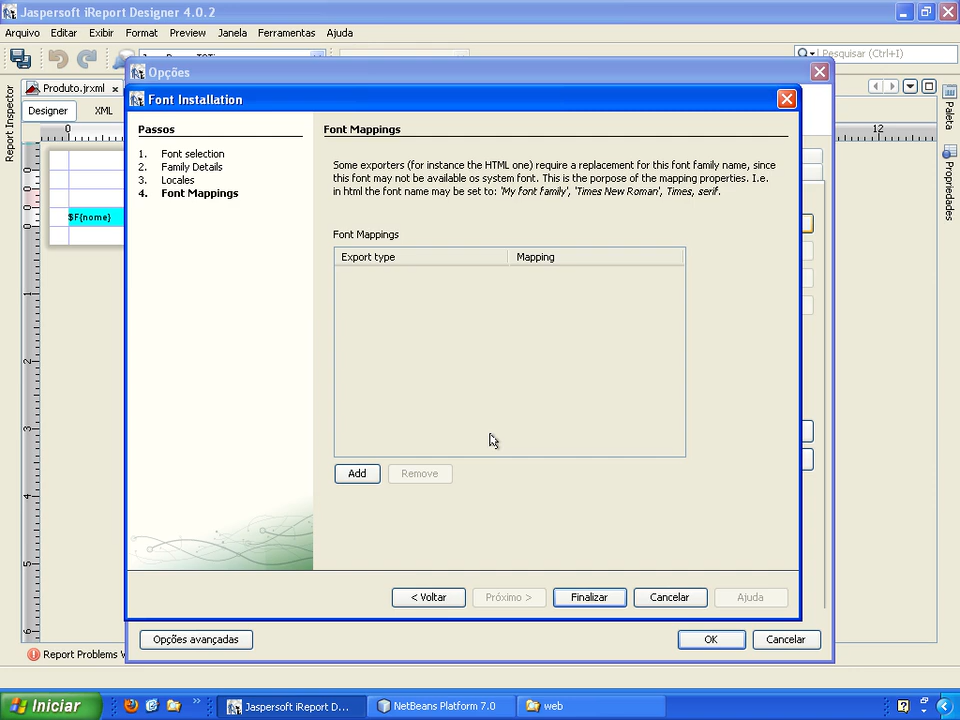 Jaspersoft iReport Designer 4.0.2
Arquivo Editar Exibir Format Preview Janela Ferramentas Ajuda
Pesquisar (Ctrl+I)
Opções
Produto.jrxml
Font Installation
Designer XML
Report Inspector
Paleta
Propriedades
0 12
Passos
1. Font selection
2. Family Details
3. Locales
4. Font Mappings
Font Mappings
Some exporters (for instance the HTML one) require a replacement for this font family name, since
this font may not be available os system font. This is the porpose of the mapping properties. I.e.
in html the font name may be set to: 'My font family', 'Times New Roman', Times, serif.
Font Mappings
Export type Mapping
$F{nome}
Add Remove
< Voltar Próximo > Finalizar Cancelar Ajuda
Opções avançadas OK Cancelar
Report Problems
Iniciar Jaspersoft iReport D... NetBeans Platform 7.0 web